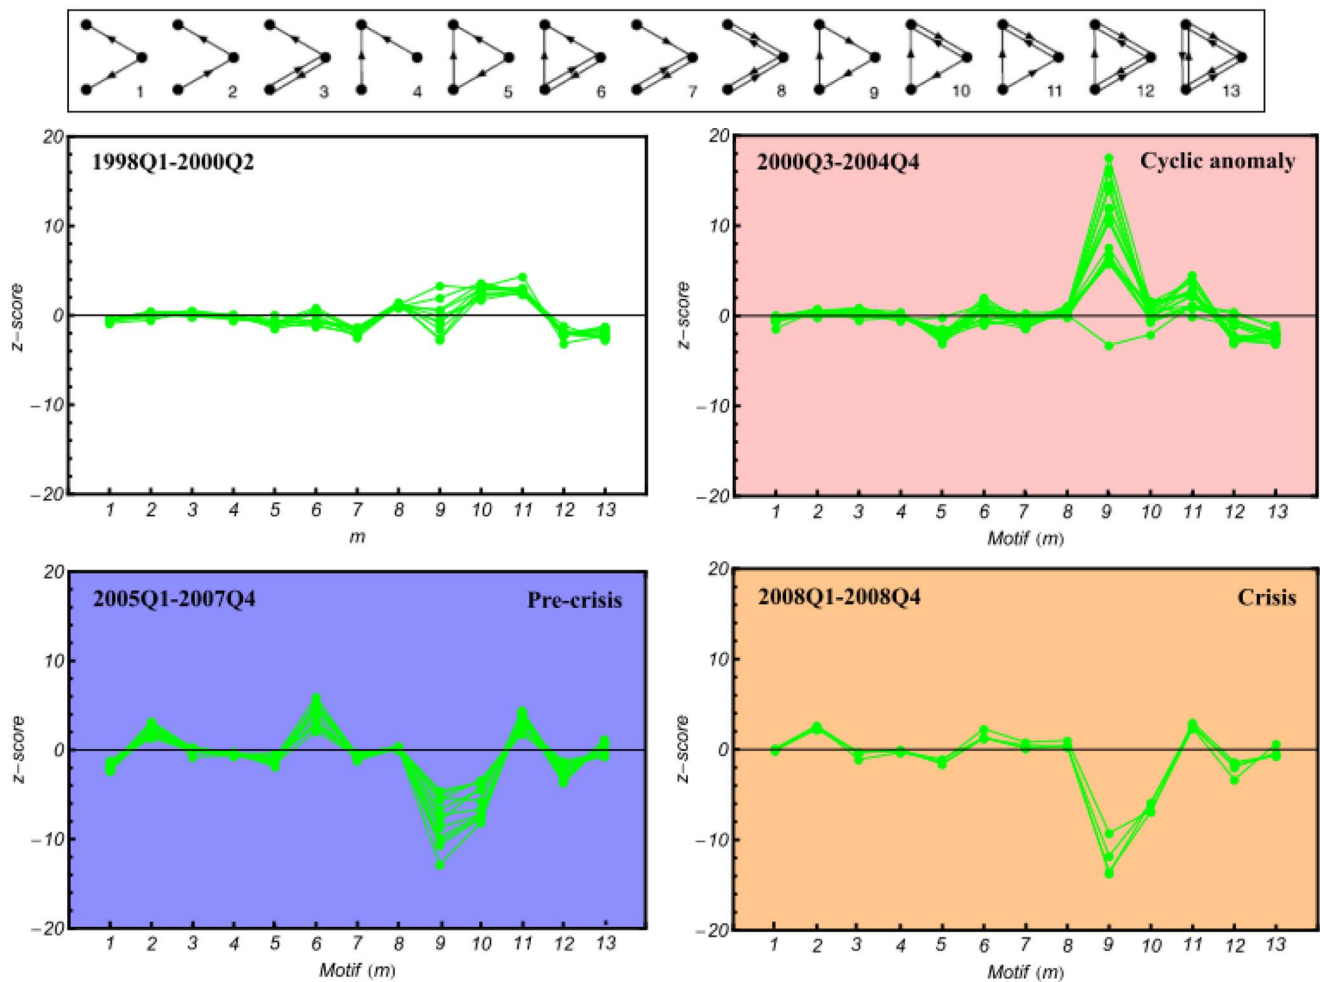 1 2 3 4 5 6 7 8 9 10 11 12 13
20
1998Q1-2000Q2
10
z-score
0
-10
-20
1 2 3 4 5 6 7 8 9 10 11 12 13
m
20
2000Q3-2004Q4 Cyclic anomaly
10
z-score
0
-10
-20
1 2 3 4 5 6 7 8 9 10 11 12 13
Motif (m)
20
2005Q1-2007Q4 Pre-crisis
10
z-score
0
-10
-20
1 2 3 4 5 6 7 8 9 10 11 12 13
Motif (m)
20
2008Q1-2008Q4 Crisis
10
z-score
0
-10
-20
1 2 3 4 5 6 7 8 9 10 11 12 13
Motif (m)